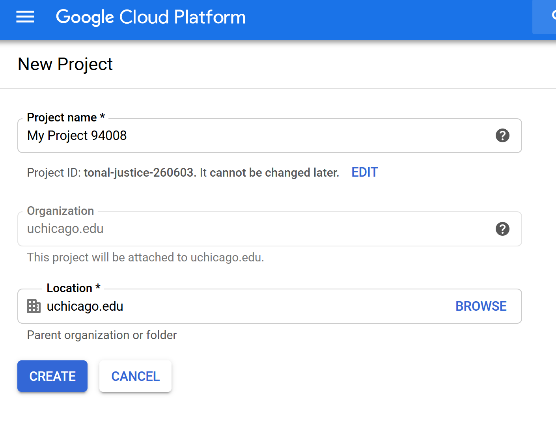 Google Cloud Platform
New Project
Project name *
My Project 94008
Project ID: tonal-justice-260603. It cannot be changed later. EDIT
Organization
uchicago.edu
This project will be attached to uchicago.edu.
Location *
uchicago.edu BROWSE
Parent organization or folder
CREATE CANCEL